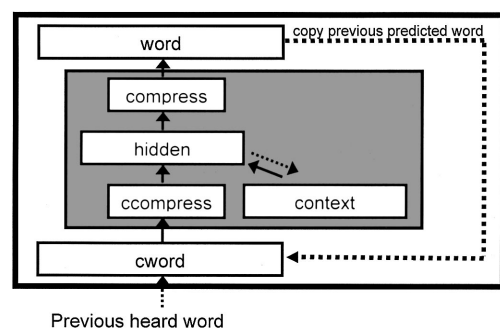 word
copy previous predicted word
compress
hidden
ccompress
context
cword
Previous heard word